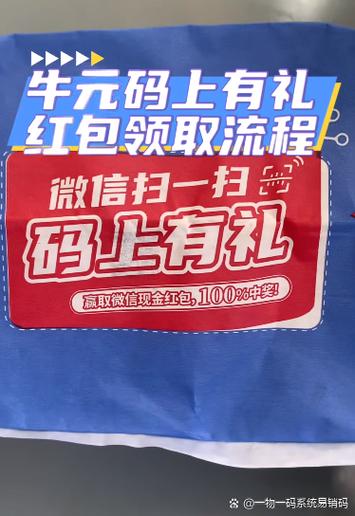 牛元码上有礼
红包领取流程
微信扫一扫
码上有礼
赢取微信现金红包,100%中奖!
@一物一码系统易销码